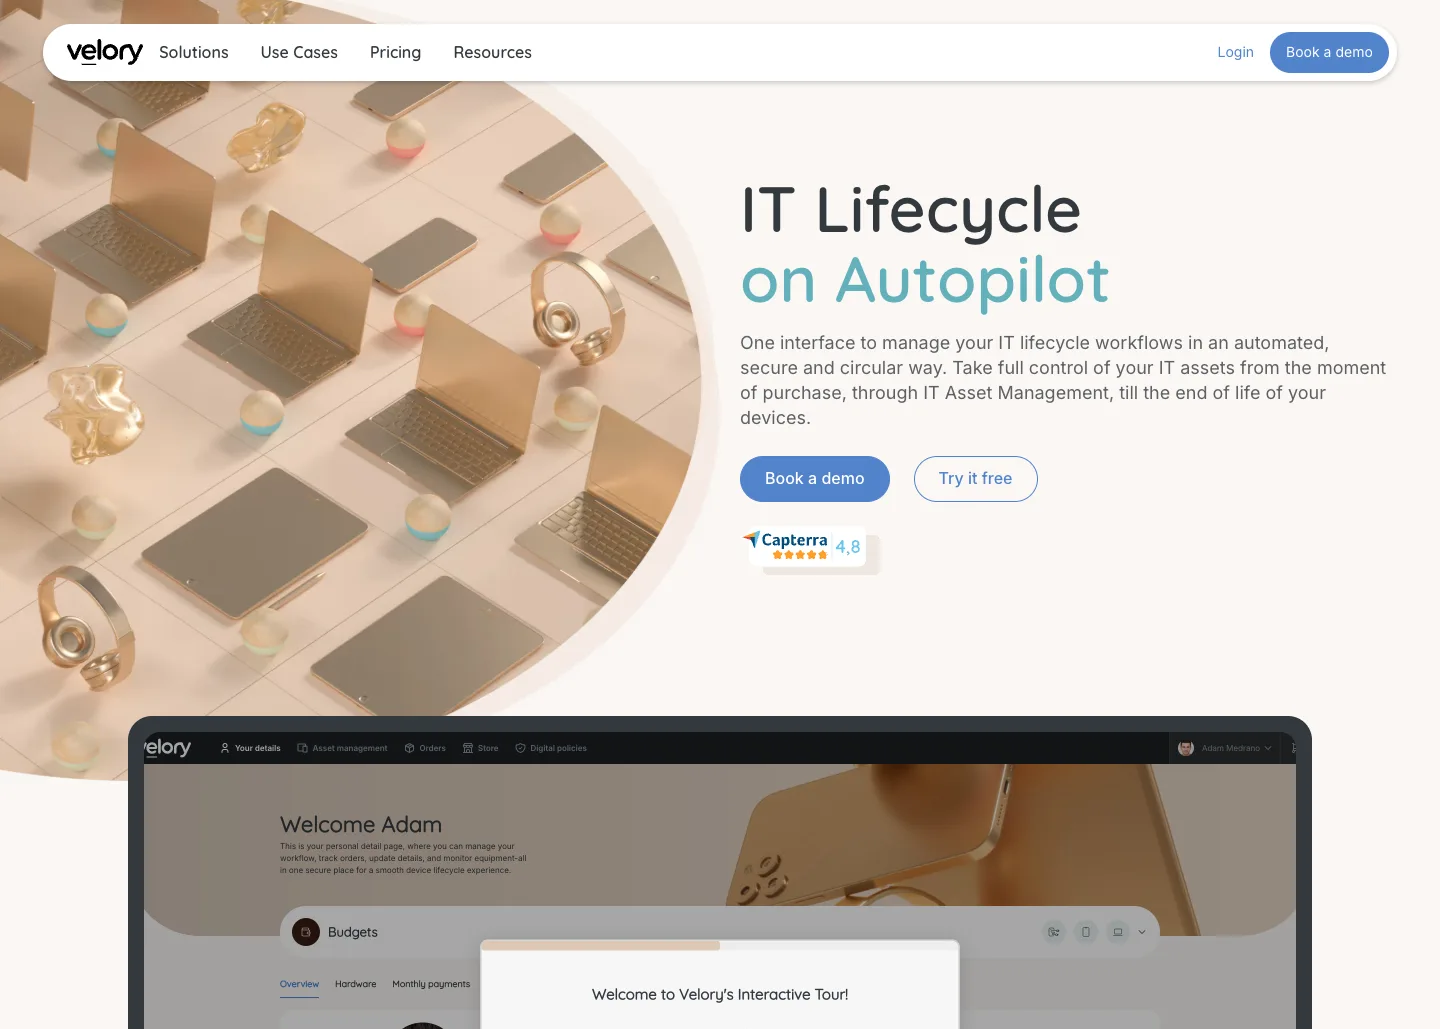 velory
Solutions
Use Cases
Pricing
Resources
Login
Book a demo
IT Lifecycle
on Autopilot
One interface to manage your IT lifecycle workflows in an automated,
secure and circular way. Take full control of your IT assets from the moment
of purchase, through IT Asset Management, till the end of life of your
devices.
Book a demo
Try it free
Capterra
4,8
velory
Your details
Asset management
Orders
Store
Digital policies
Adam Medrano
Welcome Adam
This is your personal detail page, where you can manage your
workflow, track orders, update details, and monitor equipment-all
in one secure place for a smooth device lifecycle experience.
Budgets
Overview
Hardware
Monthly payments
Welcome to Velory's Interactive Tour!